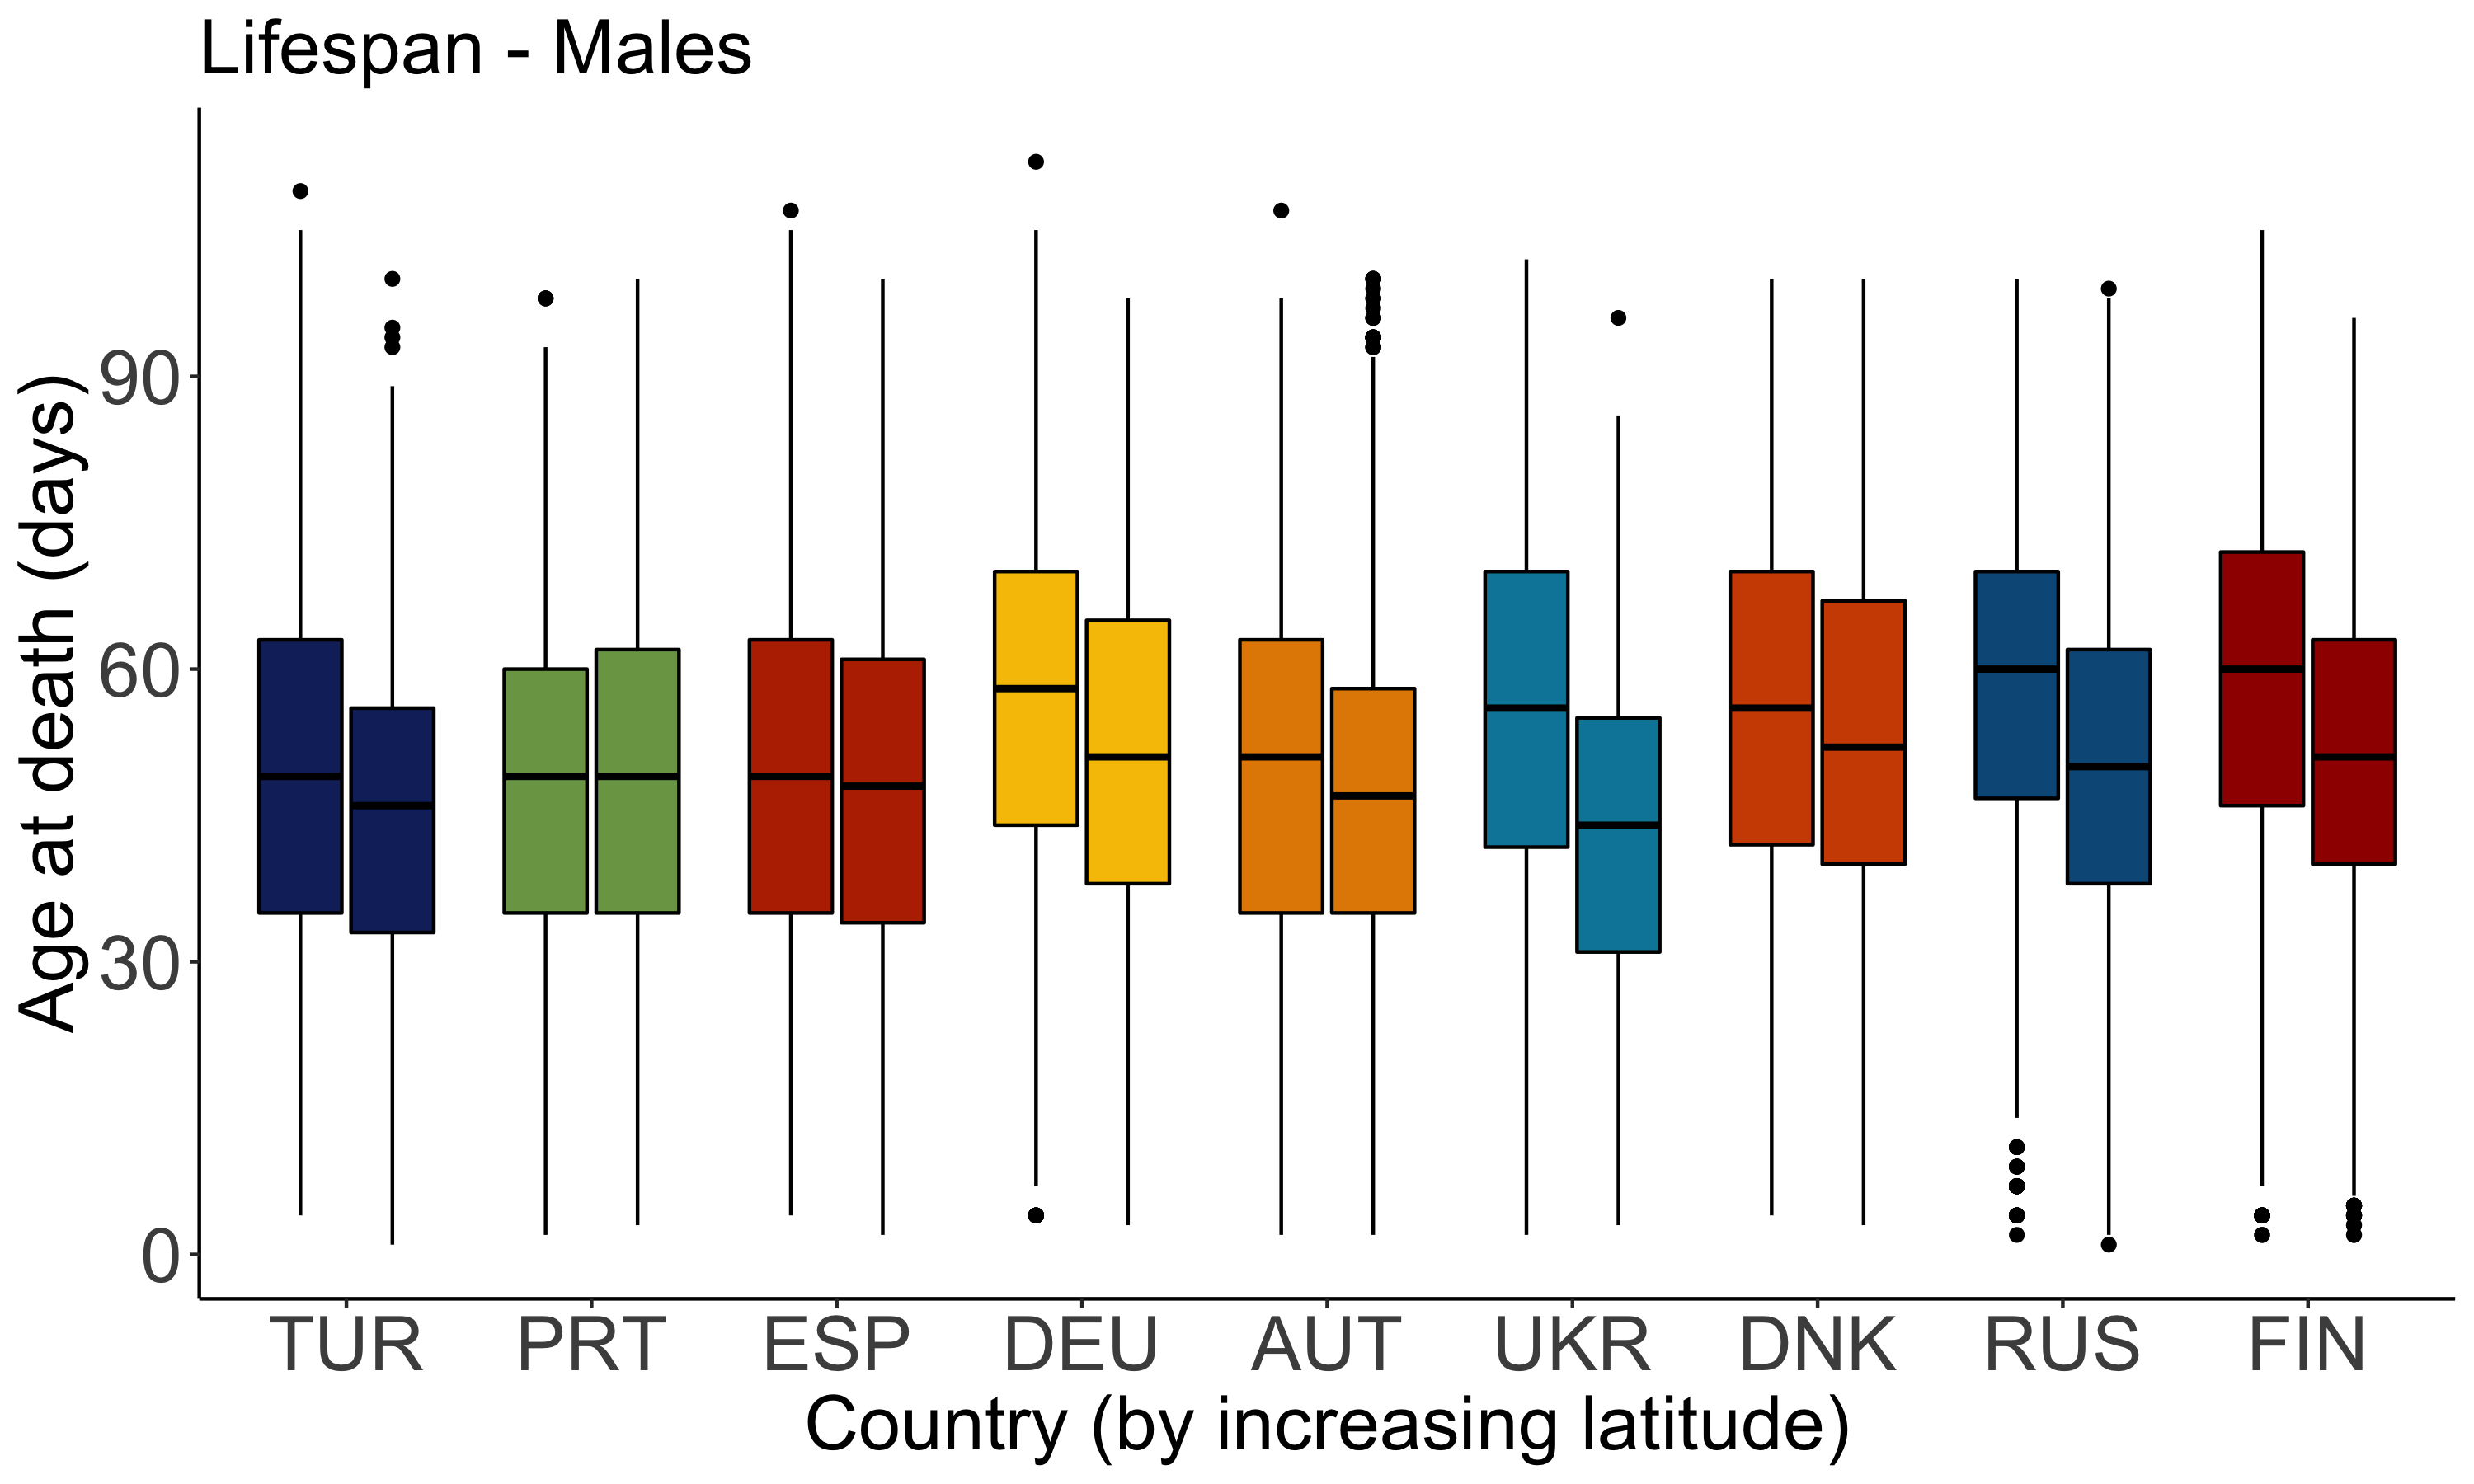 Lifespan - Males
Age at death (days)
90
60
30
0
TUR PRT ESP DEU AUT UKR DNK RUS FIN
Country (by increasing latitude)